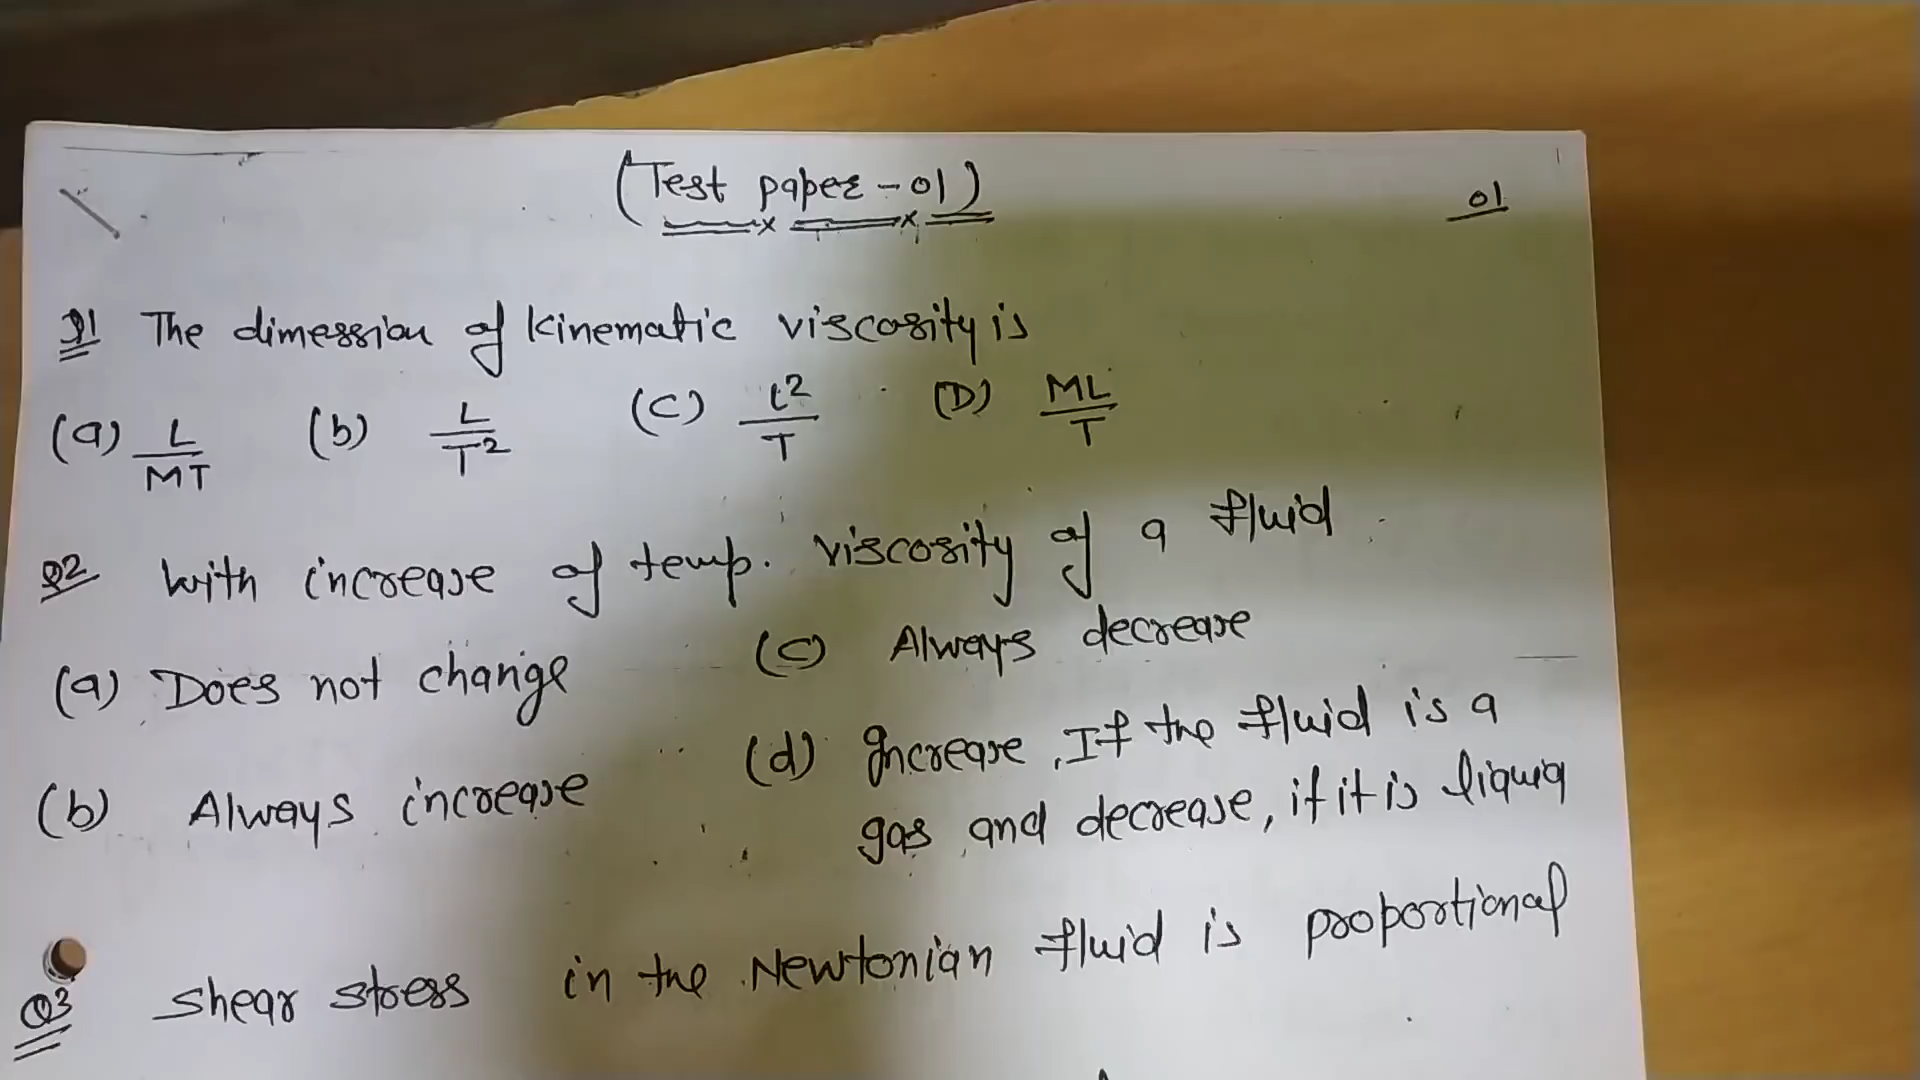 (Test paper - 01)
01
Q1 The dimession of kinematic viscosity is
(a) L/MT (b) L/T² (C) L²/T (D) ML/T
Q2 with increase of temp. viscosity of a fluid
(a) Does not change (c) Always decrease
(b) Always increase (d) Increase, If the fluid is a
gas and decrease, if it is liquid
Q3 shear stress in the Newtonian fluid is proportional